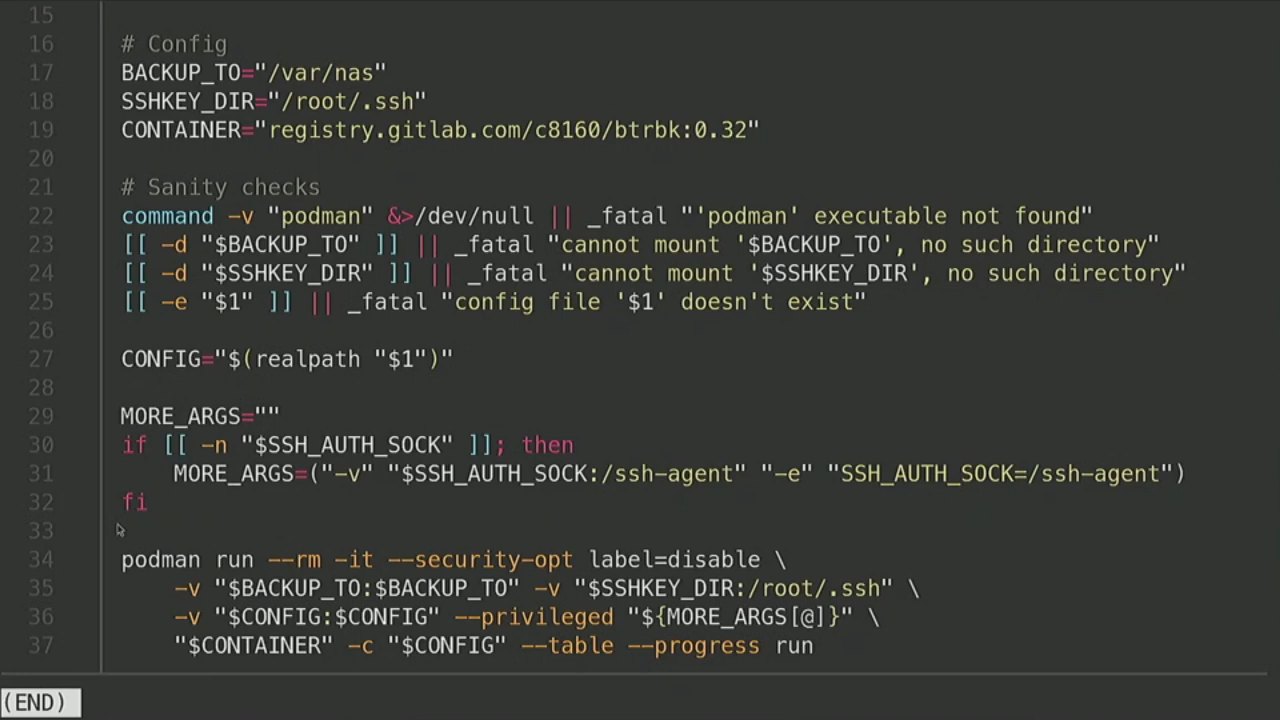 15
16 # Config
17 BACKUP_TO="/var/nas"
18 SSHKEY_DIR="/root/.ssh"
19 CONTAINER="registry.gitlab.com/c8160/btrbk:0.32"
20
21 # Sanity checks
22 command -v "podman" &>/dev/null || _fatal "'podman' executable not found"
23 [[ -d "$BACKUP_TO" ]] || _fatal "cannot mount '$BACKUP_TO', no such directory"
24 [[ -d "$SSHKEY_DIR" ]] || _fatal "cannot mount '$SSHKEY_DIR', no such directory"
25 [[ -e "$1" ]] || _fatal "config file '$1' doesn't exist"
26
27 CONFIG="$(realpath "$1")"
28
29 MORE_ARGS=""
30 if [[ -n "$SSH_AUTH_SOCK" ]]; then
31     MORE_ARGS=("-v" "$SSH_AUTH_SOCK:/ssh-agent" "-e" "SSH_AUTH_SOCK=/ssh-agent")
32 fi
33
34 podman run --rm -it --security-opt label=disable \
35     -v "$BACKUP_TO:$BACKUP_TO" -v "$SSHKEY_DIR:/root/.ssh" \
36     -v "$CONFIG:$CONFIG" --privileged "${MORE_ARGS[@]}" \
37     "$CONTAINER" -c "$CONFIG" --table --progress run
(END)